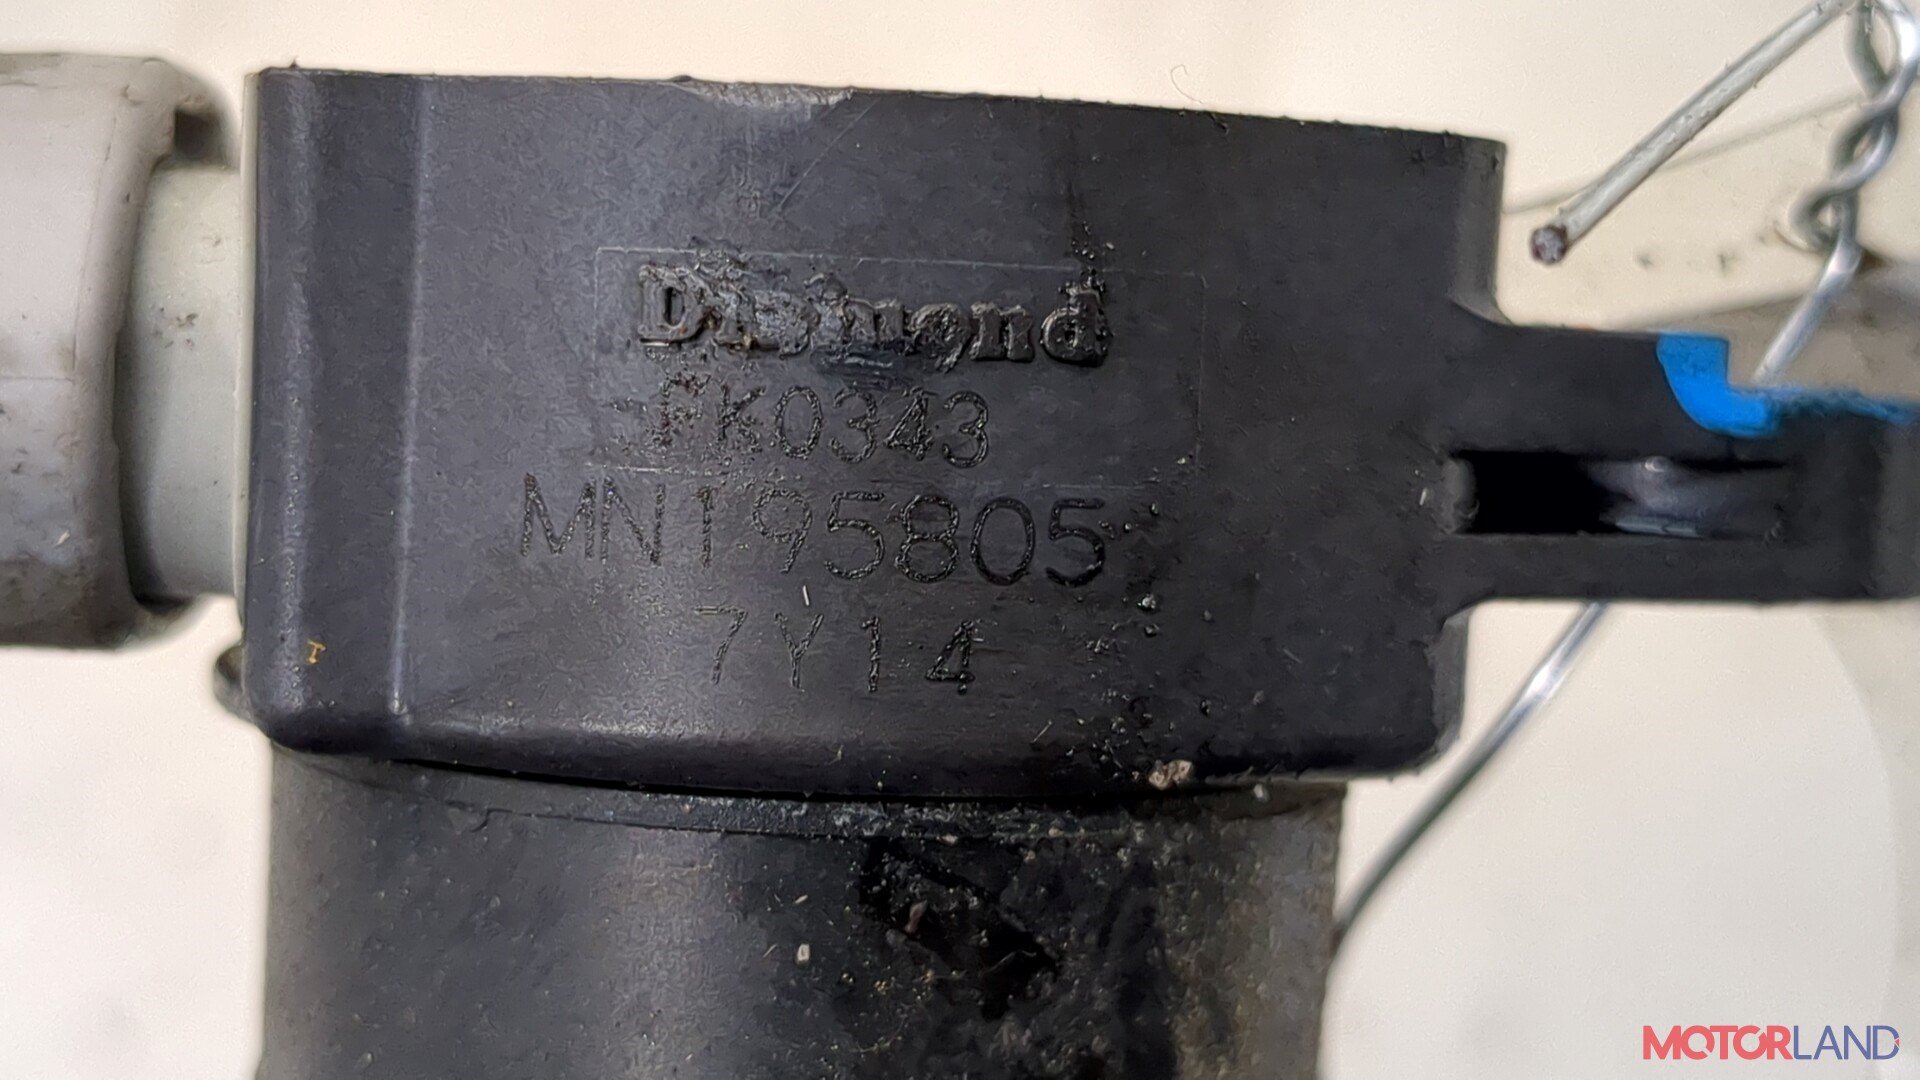 Diamond
FK0343
MN195805
7Y14
MOTORLAND